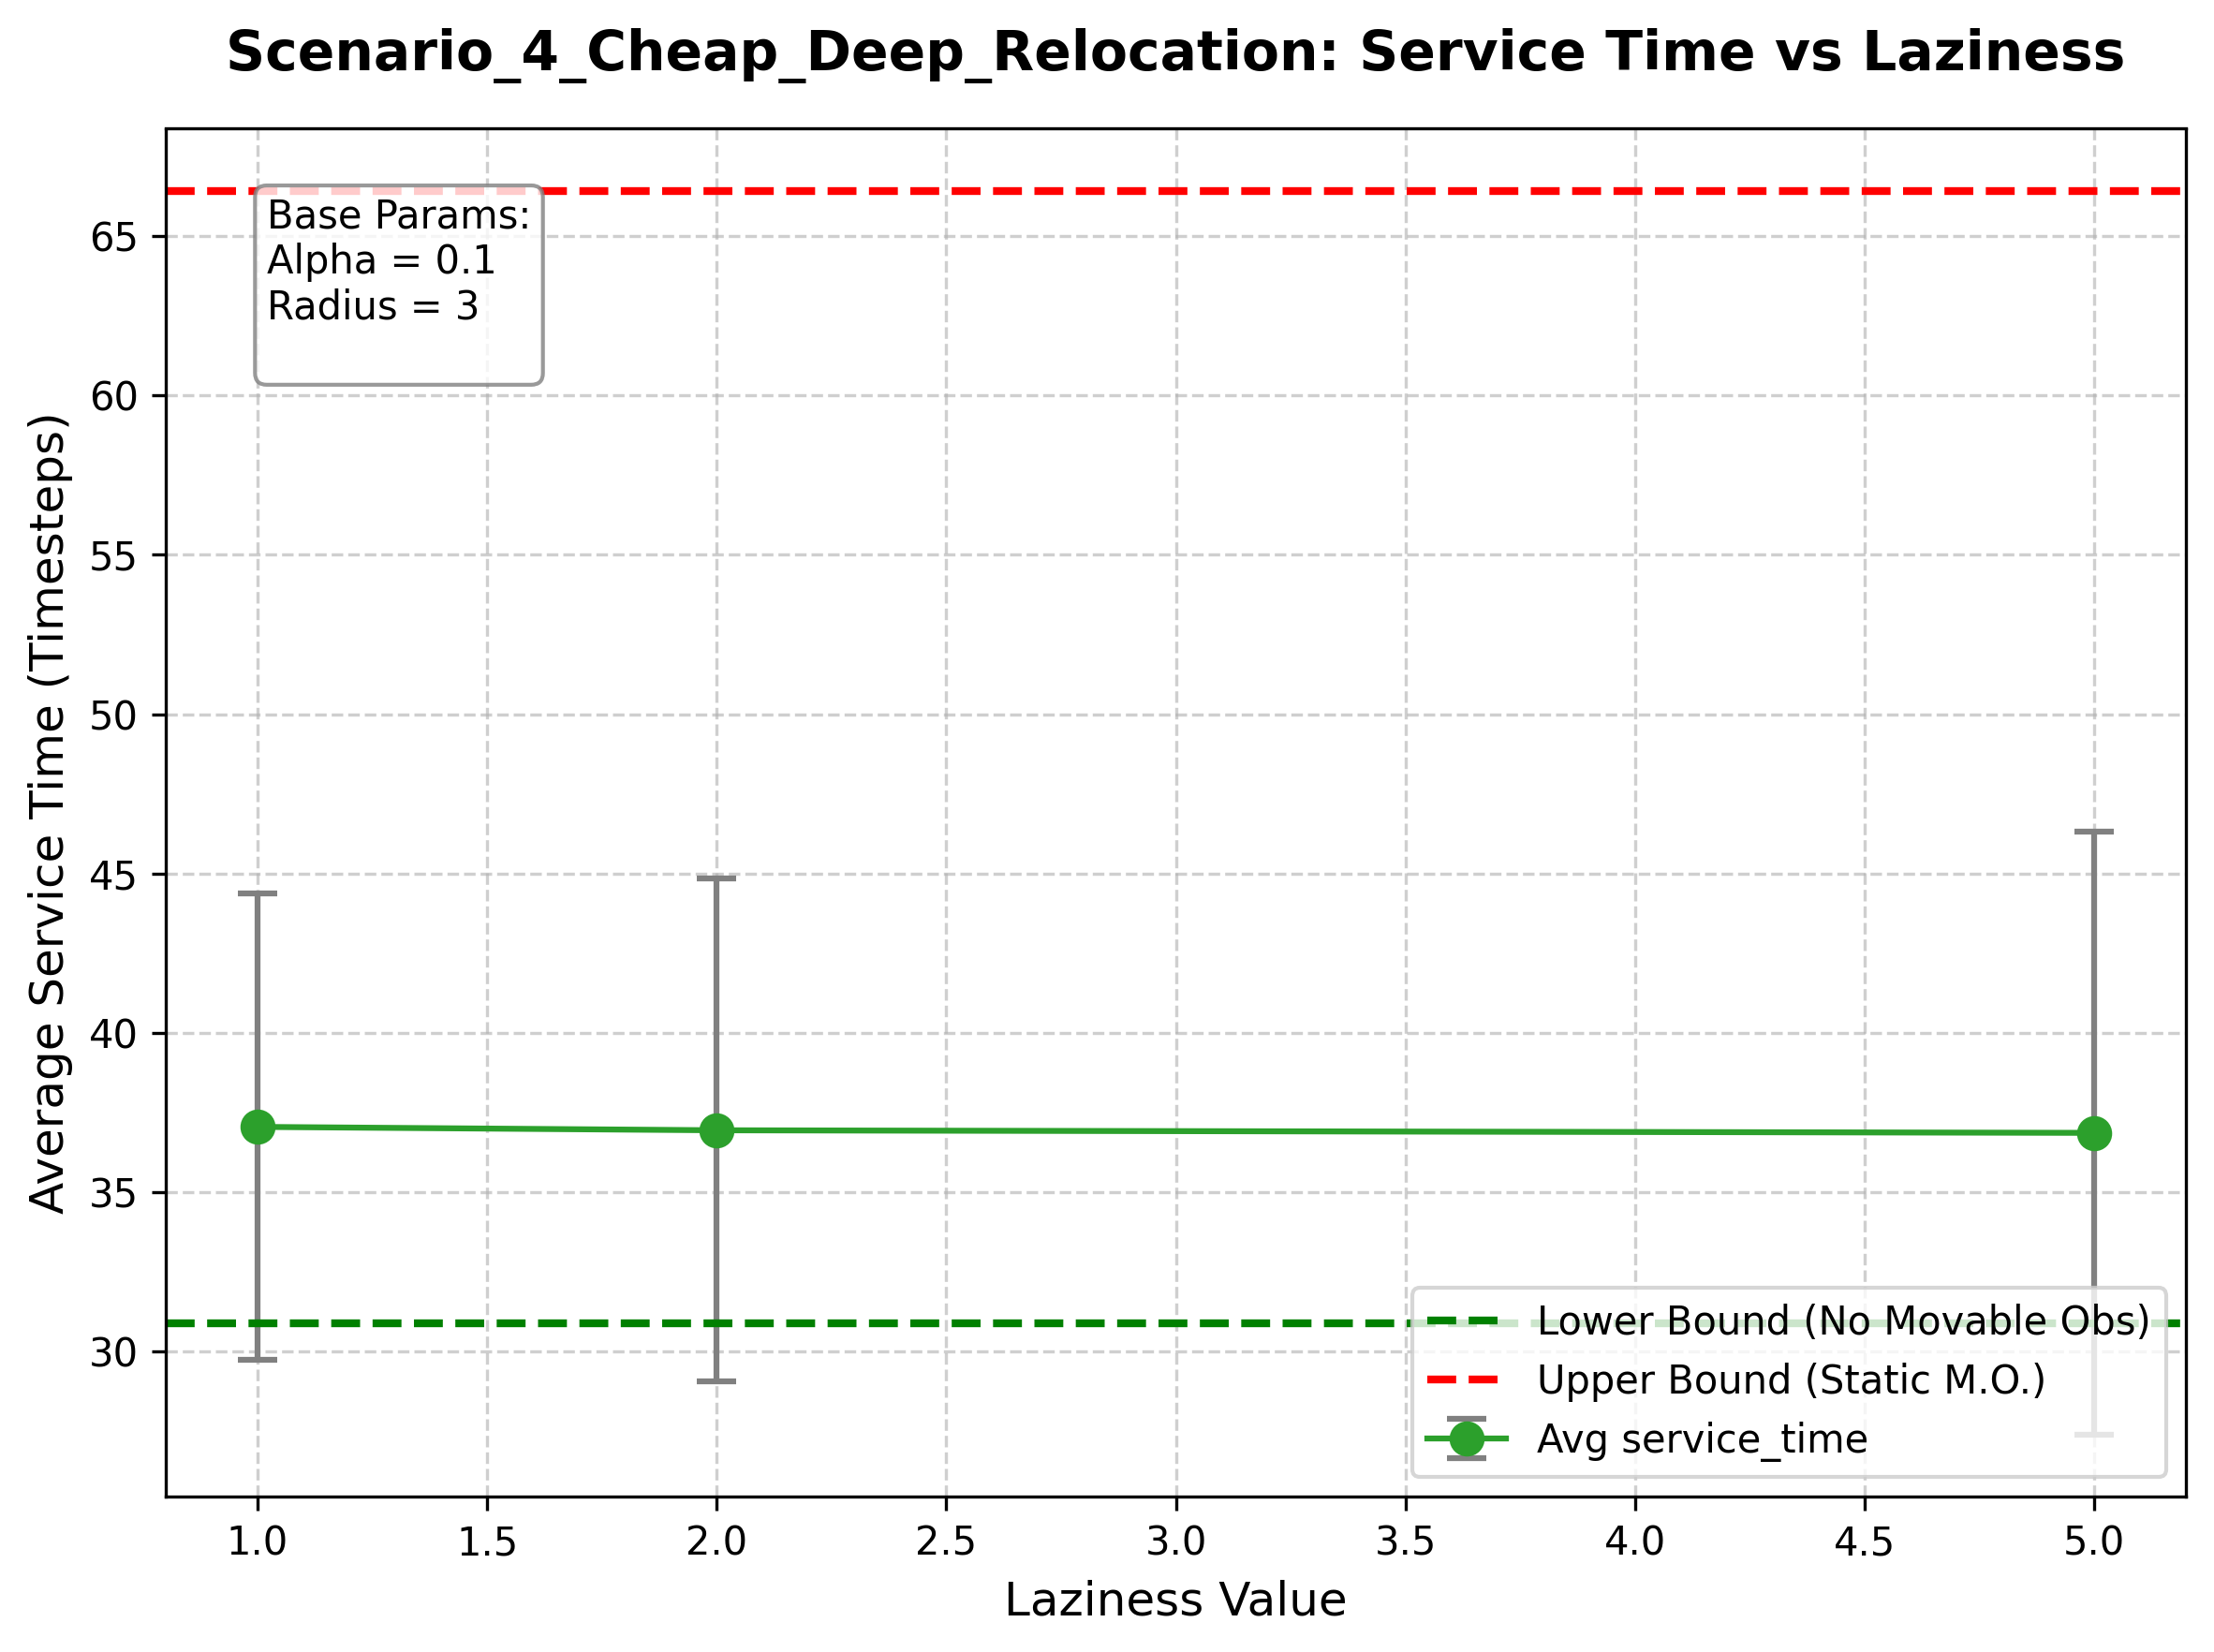 Scenario_4_Cheap_Deep_Relocation: Service Time vs Laziness
Average Service Time (Timesteps)
65
60
55
50
45
40
35
30
Base Params:
Alpha = 0.1
Radius = 3
Lower Bound (No Movable Obs)
Upper Bound (Static M.O.)
Avg service_time
1.0 1.5 2.0 2.5 3.0 3.5 4.0 4.5 5.0
Laziness Value